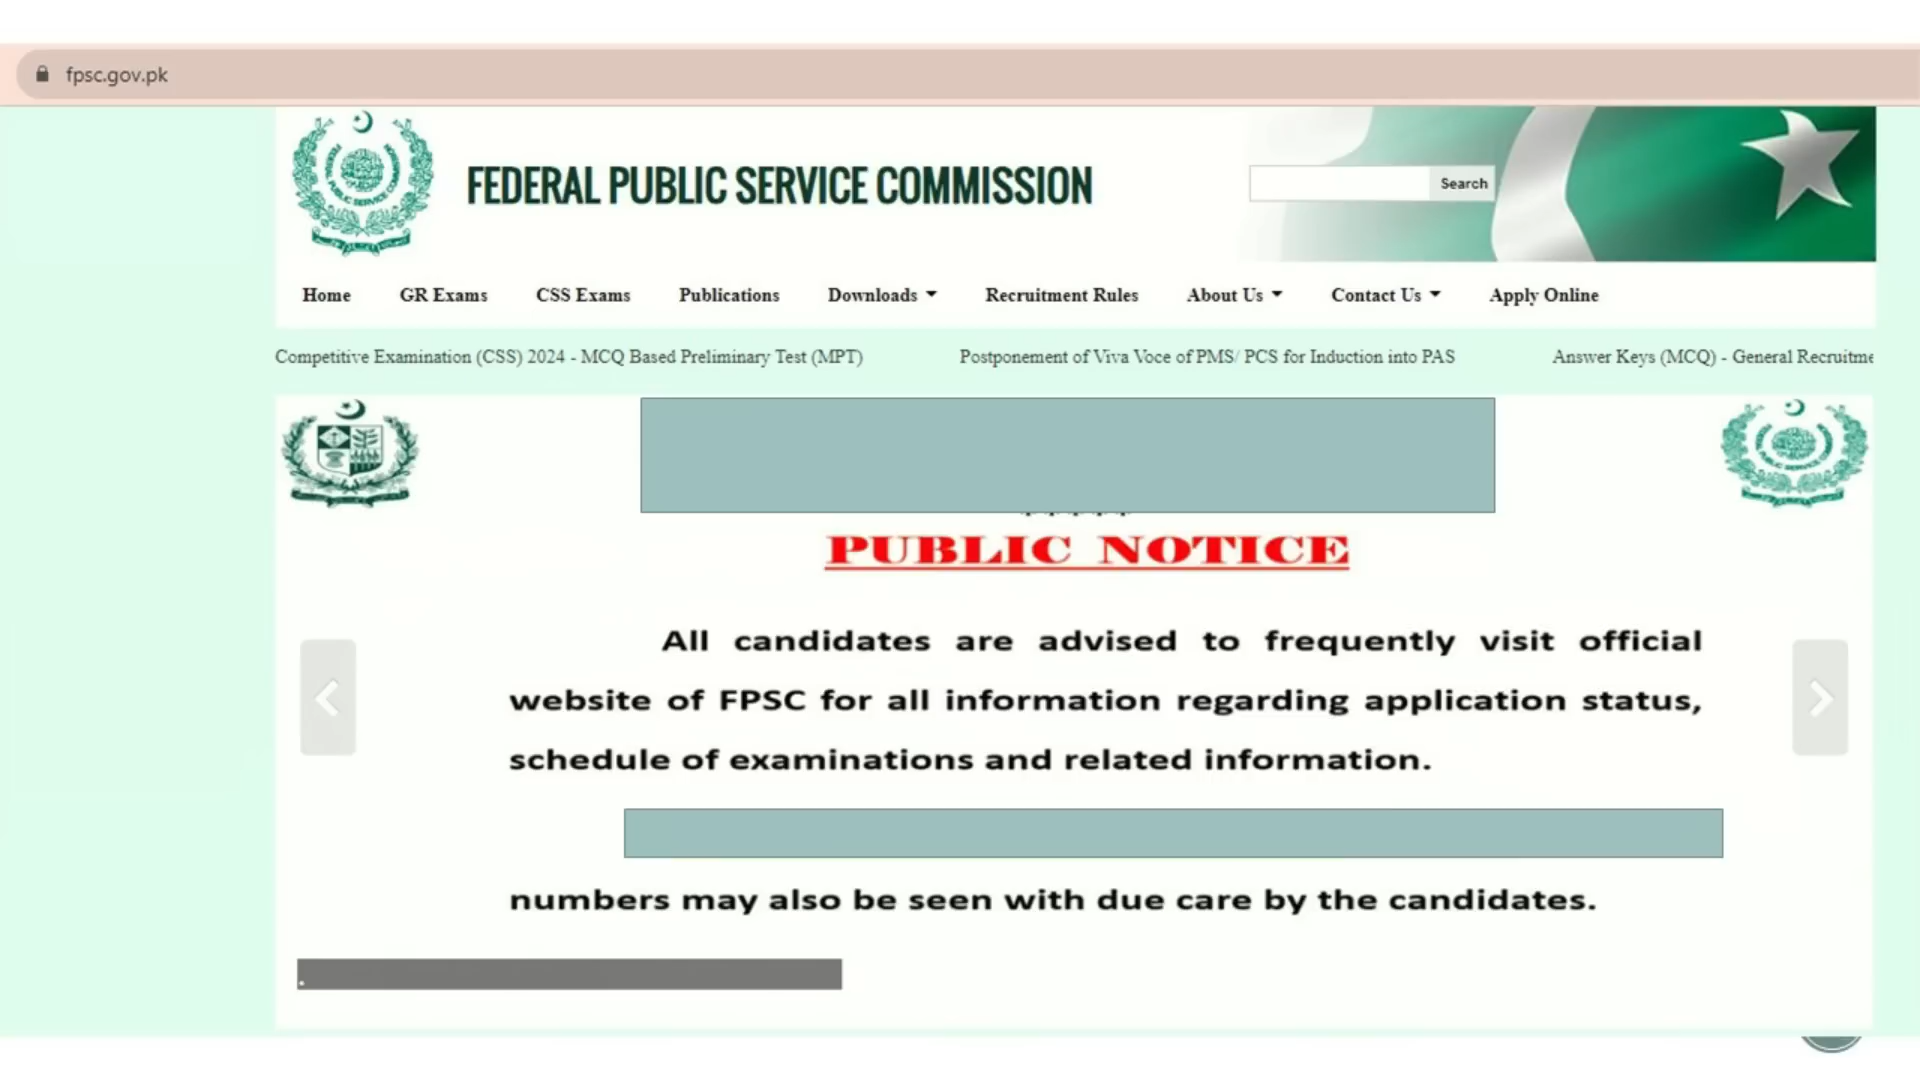 fpsc.gov.pk
FEDERAL PUBLIC SERVICE COMMISSION
Search
Home GR Exams CSS Exams Publications Downloads Recruitment Rules About Us Contact Us Apply Online
Competitive Examination (CSS) 2024 - MCQ Based Preliminary Test (MPT) Postponement of Viva Voce of PMS/ PCS for Induction into PAS Answer Keys (MCQ) - General Recruitme
PUBLIC NOTICE
All candidates are advised to frequently visit official
website of FPSC for all information regarding application status,
schedule of examinations and related information.
numbers may also be seen with due care by the candidates.